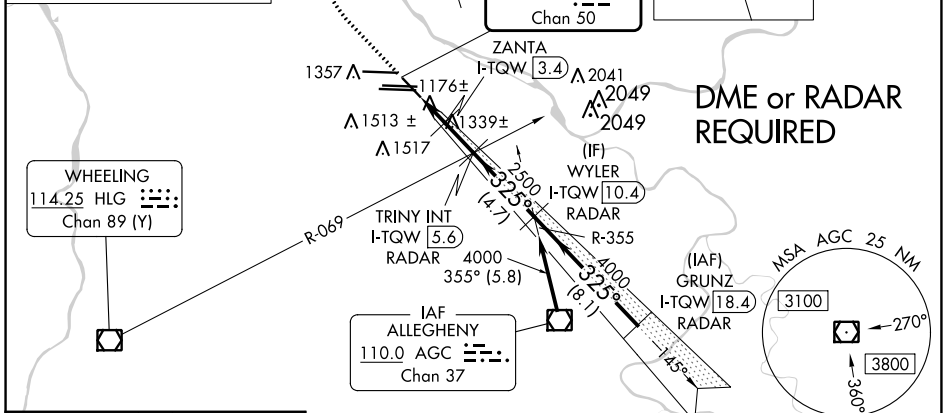 Chan 50
ZANTA
I-TQW 3.4
1357
1176±
2041
2049
2049
1513 ±
1339±
1517
DME or RADAR
REQUIRED
WHEELING
114.25 HLG
Chan 89 (Y)
R-069
(IF)
WYLER
I-TQW 10.4
RADAR
2500
325°
(4.7)
TRINY INT
I-TQW 5.6
RADAR
4000
355° (5.8)
R-355
4000
325°
(8.1)
(IAF)
GRUNZ
I-TQW 18.4
RADAR
145°
IAF
ALLEGHENY
110.0 AGC
Chan 37
MSA AGC 25 NM
3100
270°
3800
360°